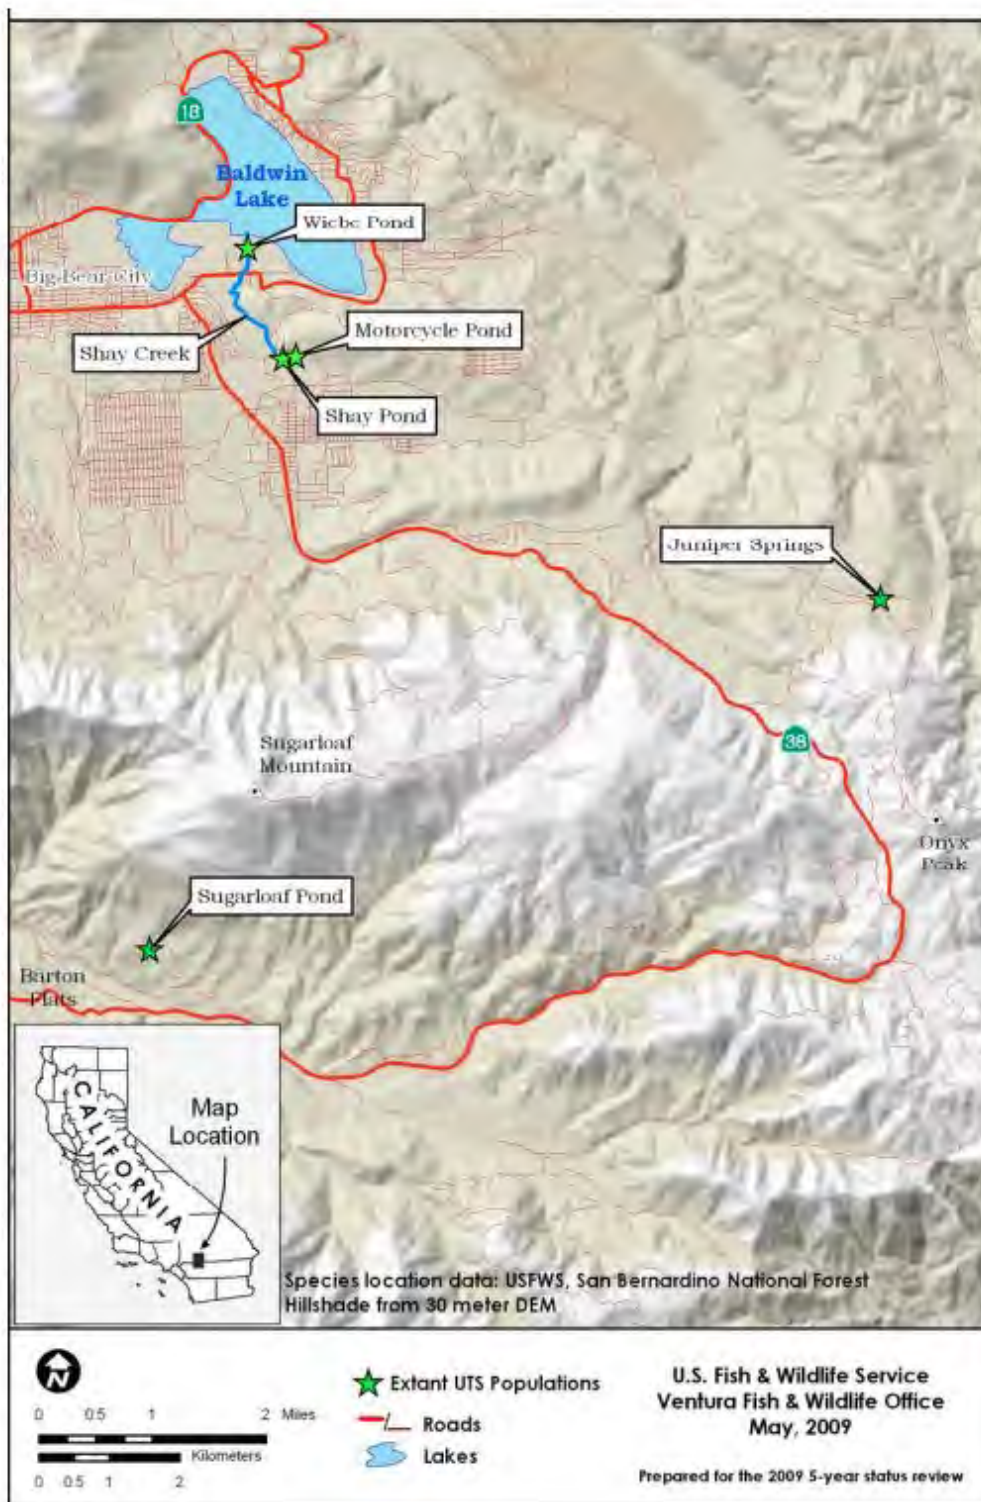 18
Baldwin
Lake
Wiebe Pond
Big Bear City
Motorcycle Pond
Shay Creek
Shay Pond
Juniper Springs
38
Sugarloaf
Mountain
Onyx
Peak
Sugarloaf Pond
Barton
Flats
CALIFORNIA
Map
Location
Species location data: USFWS, San Bernardino National Forest
Hillshade from 30 meter DEM
N
0 0.5 1 2 Miles
Kilometers
0 0.5 1 2
Extant UTS Populations
Roads
Lakes
U.S. Fish & Wildlife Service
Ventura Fish & Wildlife Office
May, 2009
Prepared for the 2009 5-year status review